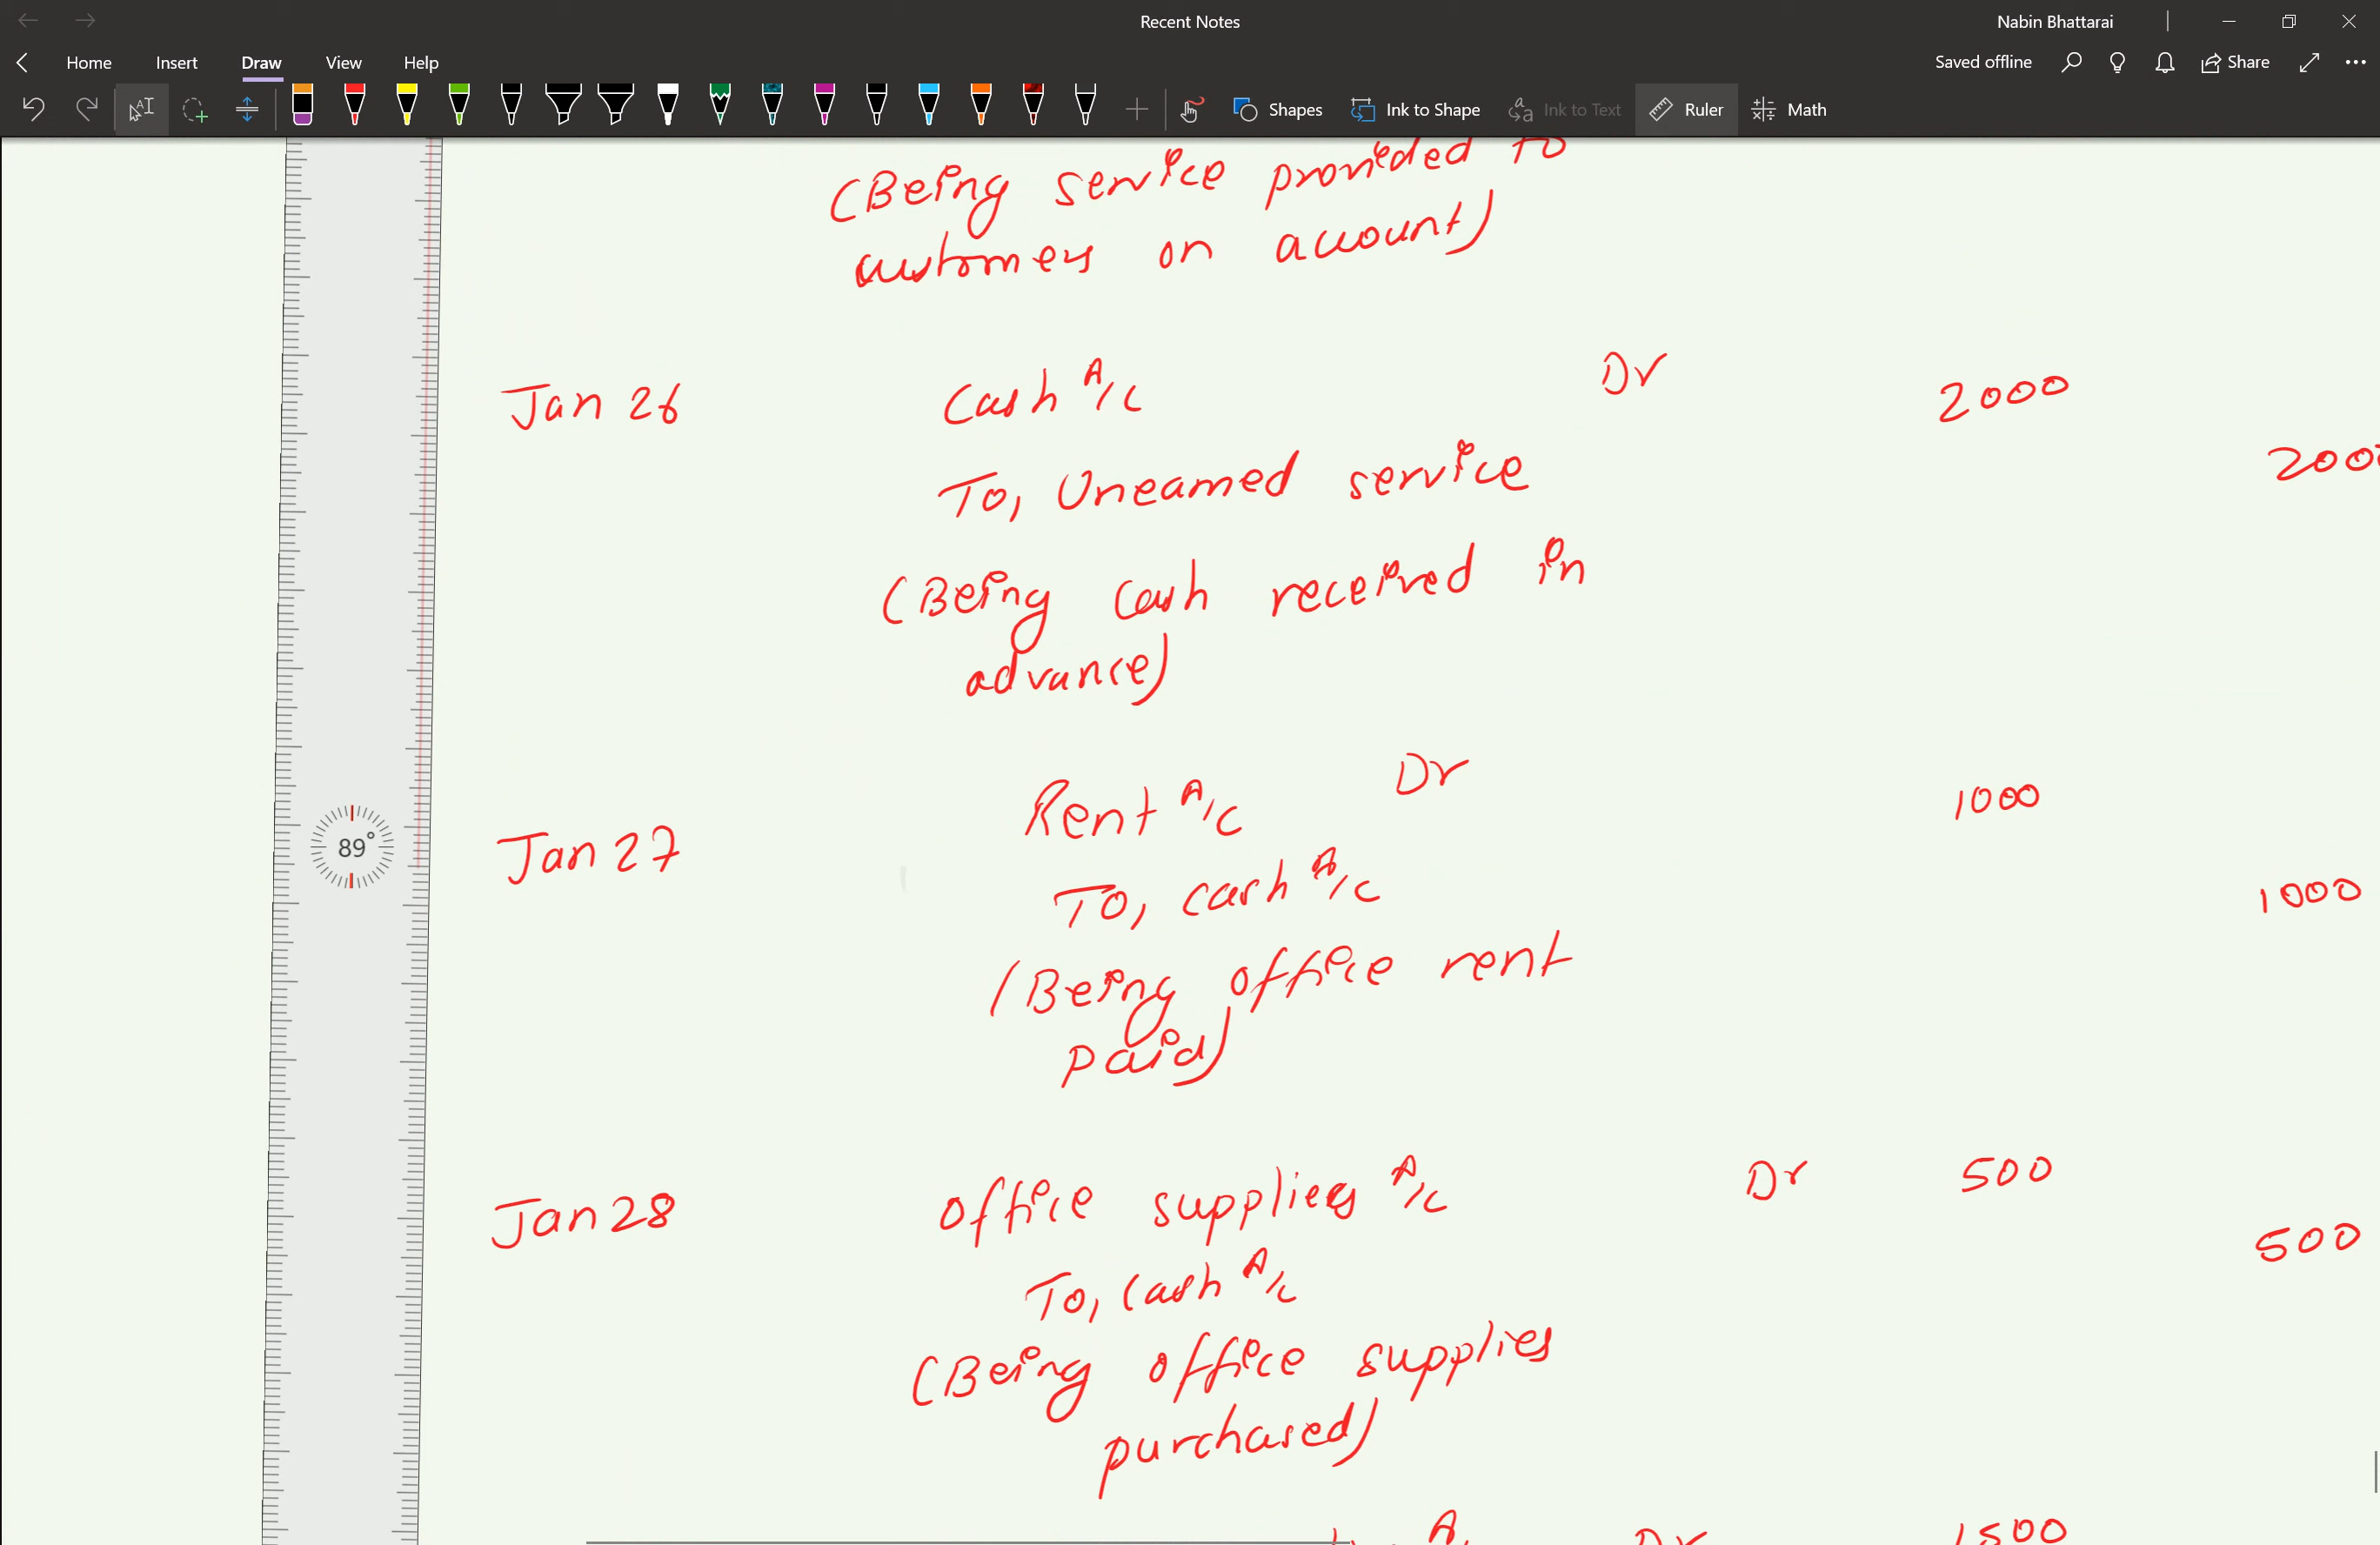 Recent Notes
Nabin Bhattarai
Home Insert Draw View Help
Saved offline
Share
Shapes
Ink to Shape
Ink to Text
Ruler
Math
(Being service provided to
customers on account)
Jan 26 Cash A/c Dr 2000
To, Unearned service 2000
(Being cash received in
advance)
Jan 27 Rent A/c Dr 1000
To, cash A/c 1000
(Being office rent
paid)
89°
Jan 28 office supplies A/c Dr 500
To, Cash A/c 500
(Being office supplies
purchased)
A Dr 1500